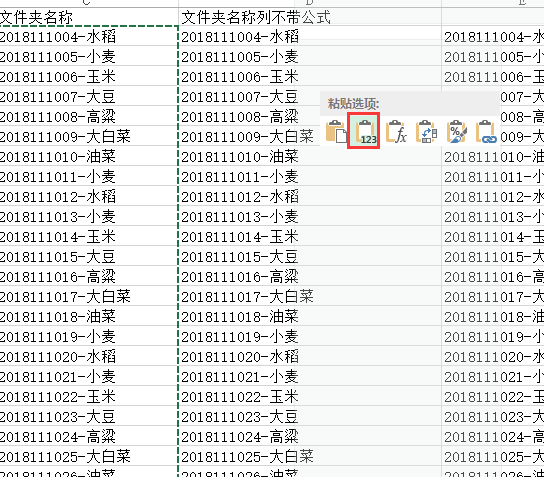 C D E
文件夹名称 文件夹名称列不带公式
2018111004-水稻 2018111004-水稻 2018111004-水
2018111005-小麦 2018111005-小麦 2018111005-小
2018111006-玉米 2018111006-玉米 2018111006-玉
2018111007-大豆 2018111007-大豆 007-大
粘贴选项:
2018111008-高粱 2018111008-高粱 008-高
2018111009-大白菜 2018111009-大白菜 123 fx % 009-大
2018111010-油菜 2018111010-油菜 2018111010-油
2018111011-小麦 2018111011-小麦 2018111011-小
2018111012-水稻 2018111012-水稻 2018111012-水
2018111013-小麦 2018111013-小麦 2018111013-小
2018111014-玉米 2018111014-玉米 2018111014-玉
2018111015-大豆 2018111015-大豆 2018111015-大
2018111016-高粱 2018111016-高粱 2018111016-高
2018111017-大白菜 2018111017-大白菜 2018111017-大
2018111018-油菜 2018111018-油菜 2018111018-油
2018111019-小麦 2018111019-小麦 2018111019-小
2018111020-水稻 2018111020-水稻 2018111020-水
2018111021-小麦 2018111021-小麦 2018111021-小
2018111022-玉米 2018111022-玉米 2018111022-玉
2018111023-大豆 2018111023-大豆 2018111023-大
2018111024-高粱 2018111024-高粱 2018111024-高
2018111025-大白菜 2018111025-大白菜 2018111025-大
2018111026-油菜 2018111026-油菜 2018111026-油